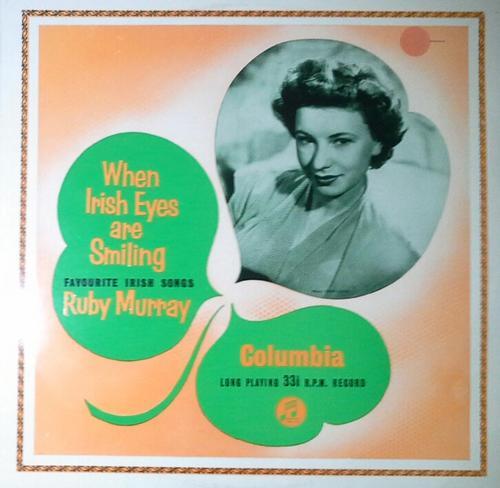 When
Irish Eyes
are
Smiling
FAVOURITE IRISH SONGS
Ruby Murray
Columbia
LONG PLAYING 33⅓ R.P.M. RECORD